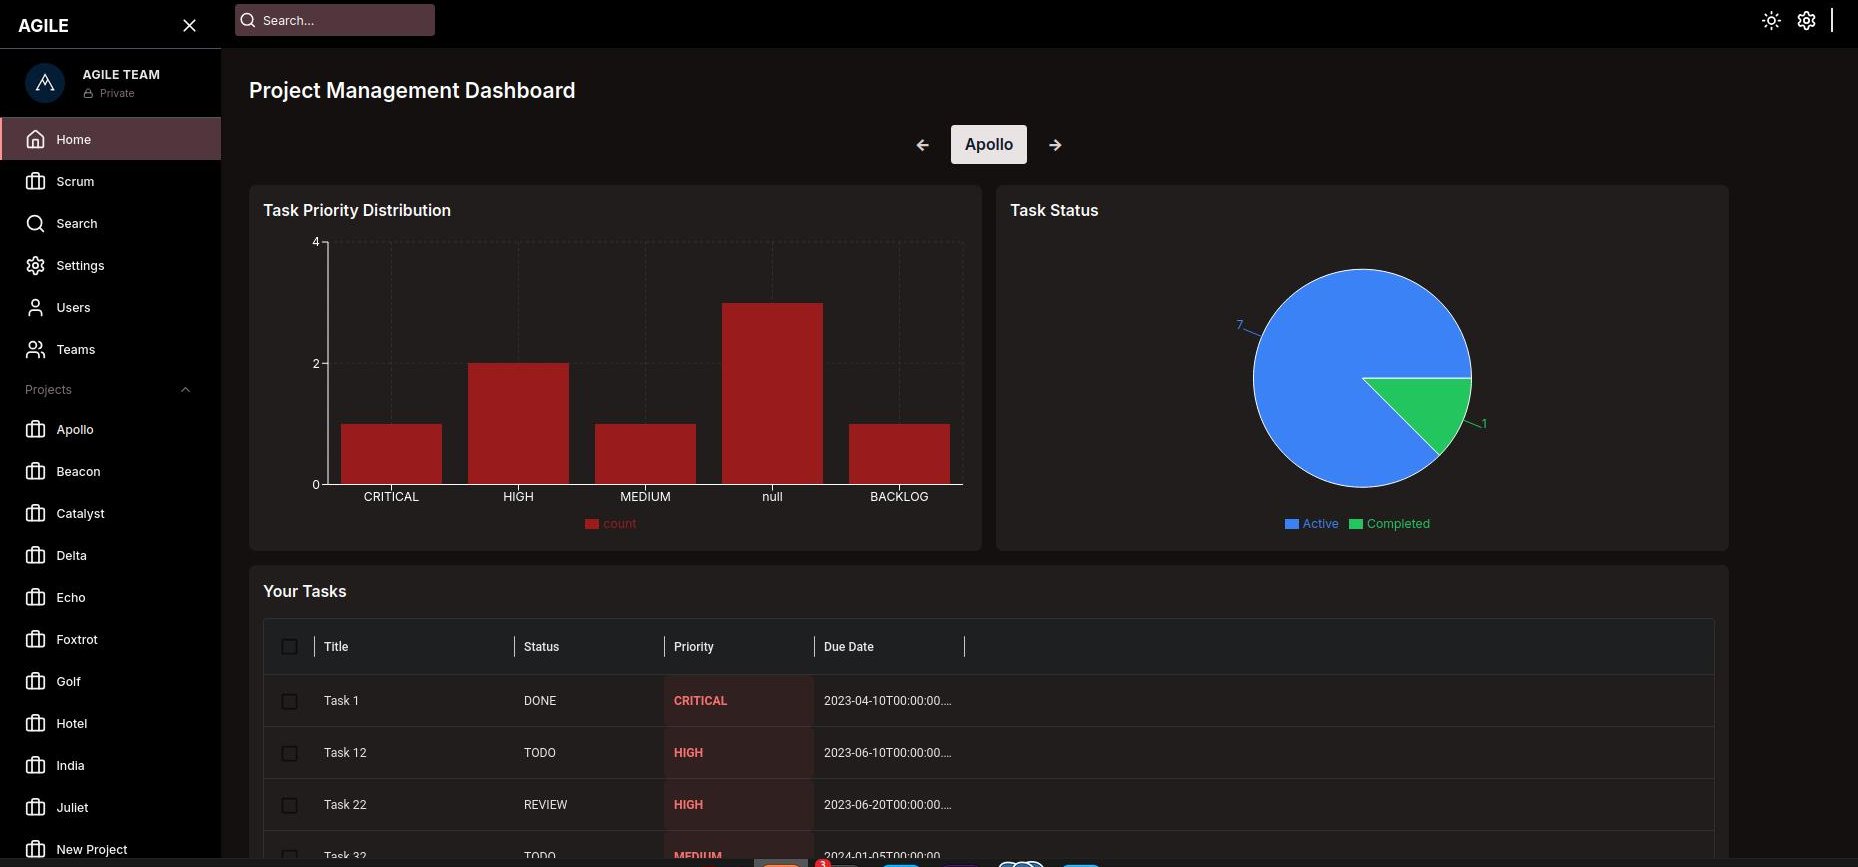 AGILE
Search...
AGILE TEAM
Private
Home
Scrum
Search
Settings
Users
Teams
Projects
Apollo
Beacon
Catalyst
Delta
Echo
Foxtrot
Golf
Hotel
India
Juliet
New Project
Project Management Dashboard
Apollo
Task Priority Distribution
4
2
0
CRITICAL HIGH MEDIUM null BACKLOG
count
Task Status
7
1
Active Completed
Your Tasks
Title Status Priority Due Date
Task 1 DONE CRITICAL 2023-04-10T00:00:00....
Task 12 TODO HIGH 2023-06-10T00:00:00....
Task 22 REVIEW HIGH 2023-06-20T00:00:00....
Task 32 TODO MEDIUM 2024-01-05T00:00:00
3